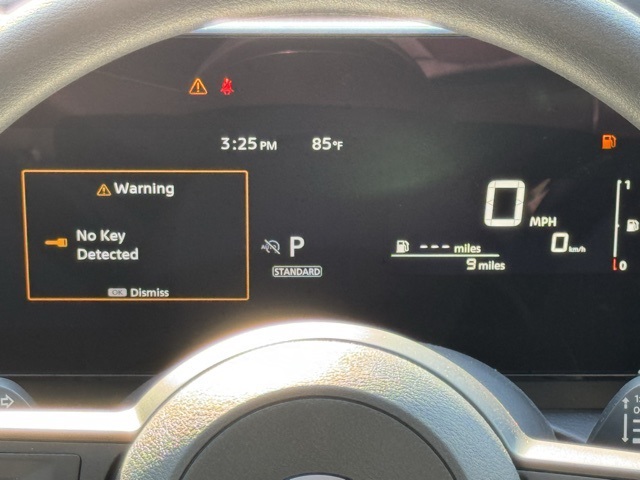 3:25 PM 85°F
Warning
No Key
Detected
OK Dismiss
AUTO
P
STANDARD
0 MPH
0 km/h
--- miles
9 miles
1
0